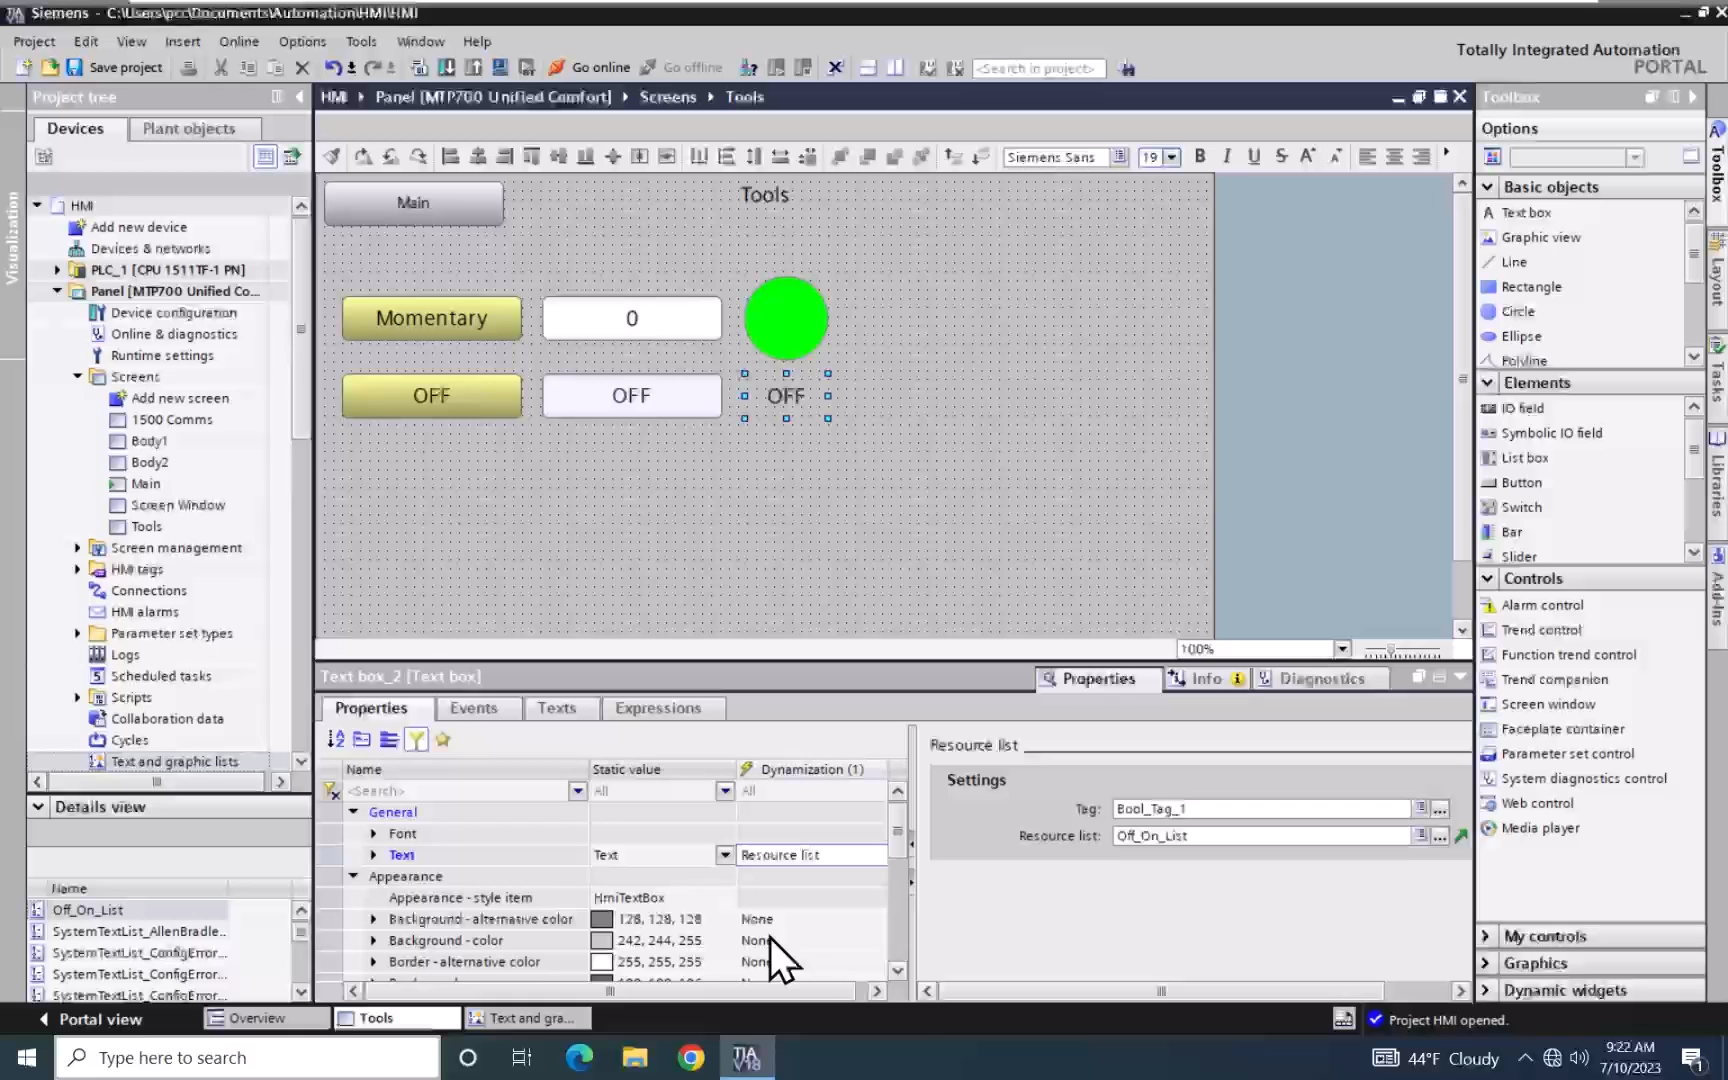 Siemens - C:\Users\pcc\Documents\Automation\HMI\HMI
Project Edit View Insert Online Options Tools Window Help
Totally Integrated Automation
PORTAL
Save project
Go online
Go offline
<Search in project>
Project tree
HMI
Panel [MTP700 Unified Comfort]
Screens
Tools
Toolbox
Devices
Plant objects
Options
Siemens Sans
19
B I U S
Visualization
HMI
Add new device
Devices & networks
PLC_1 [CPU 1511TF-1 PN]
Panel [MTP700 Unified Co...
Device configuration
Online & diagnostics
Runtime settings
Screens
Add new screen
1500 Comms
Body1
Body2
Main
Screen Window
Tools
Screen management
HMI tags
Connections
HMI alarms
Parameter set types
Logs
Scheduled tasks
Scripts
Collaboration data
Cycles
Text and graphic lists
Main
Tools
Momentary
0
OFF
OFF
OFF
100%
Basic objects
Text box
Graphic view
Line
Rectangle
Circle
Ellipse
Polyline
Elements
IO field
Symbolic IO field
List box
Button
Switch
Bar
Slider
Controls
Alarm control
Trend control
Function trend control
Trend companion
Screen window
Faceplate container
Parameter set control
System diagnostics control
Web control
Media player
My controls
Graphics
Dynamic widgets
Toolbox
Layout
Tasks
Libraries
Add-Ins
Details view
Name
Off_On_List
SystemTextList_AllenBradle..
SystemTextList_ConfigError...
SystemTextList_ConfigError...
SystemTextList_ConfigError...
Text box_2 [Text box]
Properties
Info
Diagnostics
Properties
Events
Texts
Expressions
Name
Static value
Dynamization (1)
<Search>
All
All
General
Font
Text
Text
Resource list
Appearance
Appearance - style item
HmiTextBox
Background - alternative color
128, 128, 128
None
Background - color
242, 244, 255
None
Border - alternative color
255, 255, 255
None
Resource list
Settings
Tag:
Bool_Tag_1
Resource list:
Off_On_List
Portal view
Overview
Tools
Text and gra...
Project HMI opened.
Type here to search
TIA
V18
44°F Cloudy
9:22 AM
7/10/2023
1